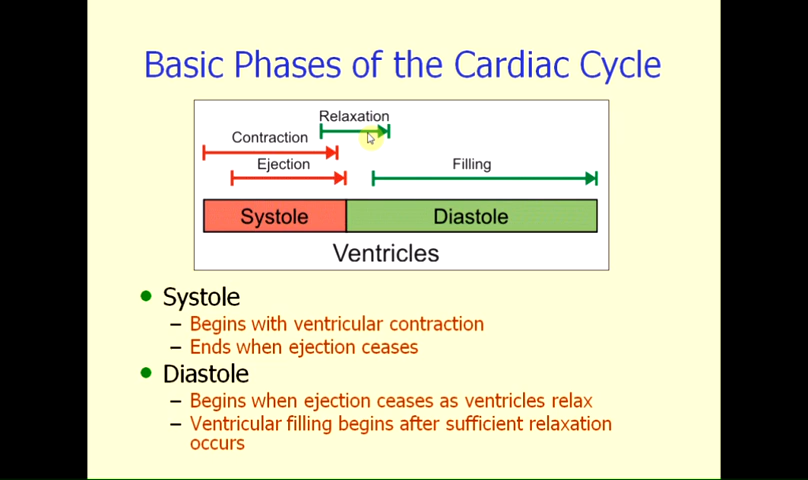 Basic Phases of the Cardiac Cycle
Relaxation
Contraction
Ejection
Filling
Systole
Diastole
Ventricles
• Systole
– Begins with ventricular contraction
– Ends when ejection ceases
• Diastole
– Begins when ejection ceases as ventricles relax
– Ventricular filling begins after sufficient relaxation
occurs